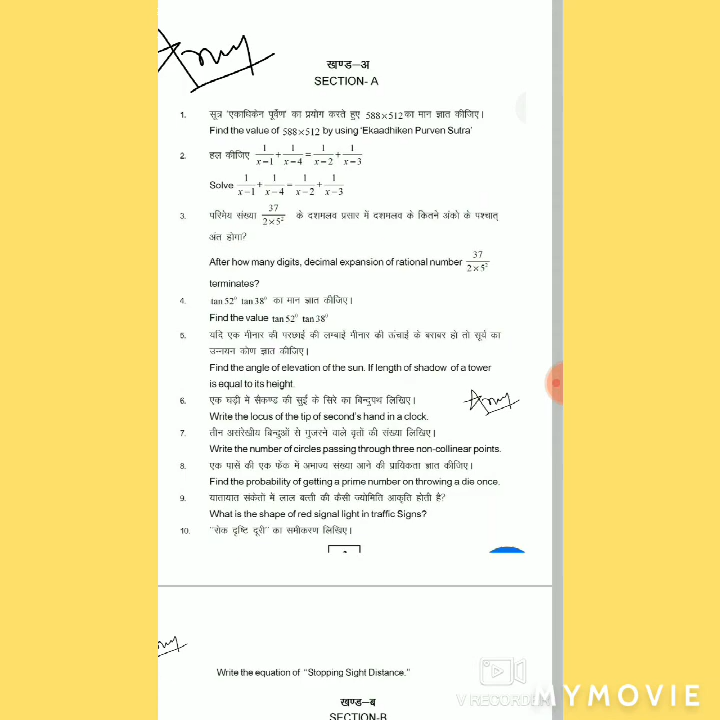 खण्ड–अ
SECTION- A
1. सूत्र 'एकाधिकेन पूर्वेण' का प्रयोग करते हुए 588×512 का मान ज्ञात कीजिए।
Find the value of 588×512 by using 'Ekaadhiken Purven Sutra'
2. हल कीजिए 1/(x−1) + 1/(x−4) = 1/(x−2) + 1/(x−3)
Solve 1/(x−1) + 1/(x−4) = 1/(x−2) + 1/(x−3)
3. परिमेय संख्या 37/(2×5²) के दशमलव प्रसार में दशमलव के कितने अंको के पश्चात्
अंत होगा?
After how many digits, decimal expansion of rational number 37/(2×5²)
terminates?
4. tan 52° tan 38° का मान ज्ञात कीजिए।
Find the value tan 52° tan 38°
5. यदि एक मीनार की परछाई की लम्बाई मीनार की ऊंचाई के बराबर हो तो सूर्य का
उन्नयन कोण ज्ञात कीजिए।
Find the angle of elevation of the sun. If length of shadow of a tower
is equal to its height.
6. एक घड़ी मे सैकण्ड की सुई के सिरे का बिन्दुपथ लिखिए।
Write the locus of the tip of second's hand in a clock.
7. तीन असंरेखीय बिन्दुओं से गुजरने वाले वृतों की संख्या लिखिए।
Write the number of circles passing through three non-collinear points.
8. एक पासें की एक फेंक में अभाज्य संख्या आने की प्रायिकता ज्ञात कीजिए।
Find the probability of getting a prime number on throwing a die once.
9. यातायात संकेतों में लाल बत्ती की कैसी ज्योमिति आकृति होती है?
What is the shape of red signal light in traffic Signs?
10. "रोक दृष्टि दूरी" का समीकरण लिखिए।
Write the equation of "Stopping Sight Distance."
खण्ड–ब
SECTION-B
V RECORDER
MYMOVIE